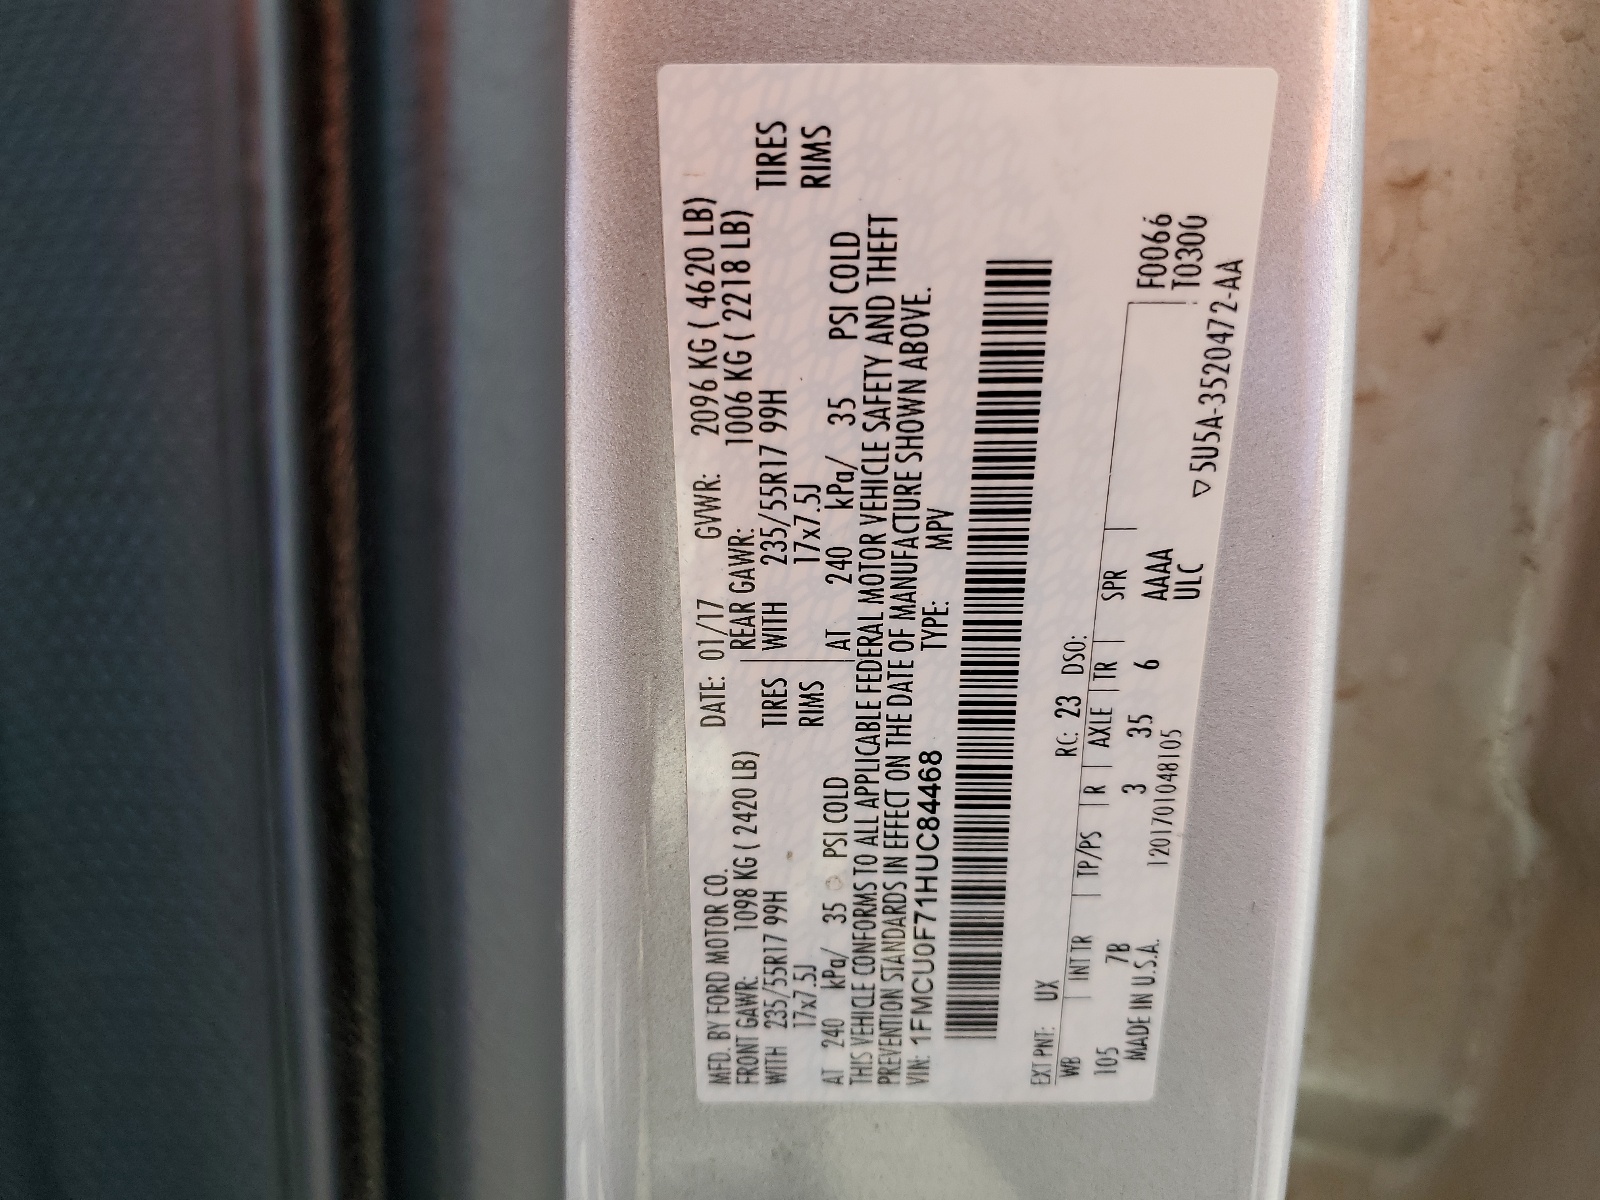 MFD. BY FORD MOTOR CO. DATE: 01/17 GVWR: 2096 KG ( 4620 LB)
FRONT GAWR: 1098 KG ( 2420 LB) REAR GAWR: 1006 KG ( 2218 LB)
WITH 235/55R17 99H TIRES WITH 235/55R17 99H TIRES
17x7.5J RIMS 17x7.5J RIMS
AT 240 kPa/ 35 PSI COLD AT 240 kPa/ 35 PSI COLD
THIS VEHICLE CONFORMS TO ALL APPLICABLE FEDERAL MOTOR VEHICLE SAFETY AND THEFT
PREVENTION STANDARDS IN EFFECT ON THE DATE OF MANUFACTURE SHOWN ABOVE.
VIN: 1FMCU0F71HUC84468 TYPE: MPV
EXT PNT: UX RC: 23 DSO:
WB INT TR TP/PS R AXLE TR SPR F0066
105 7B 3 35 6 AAAA T0300
MADE IN U.S.A. 1201701048105 ULC ▽5U5A-3520472-AA